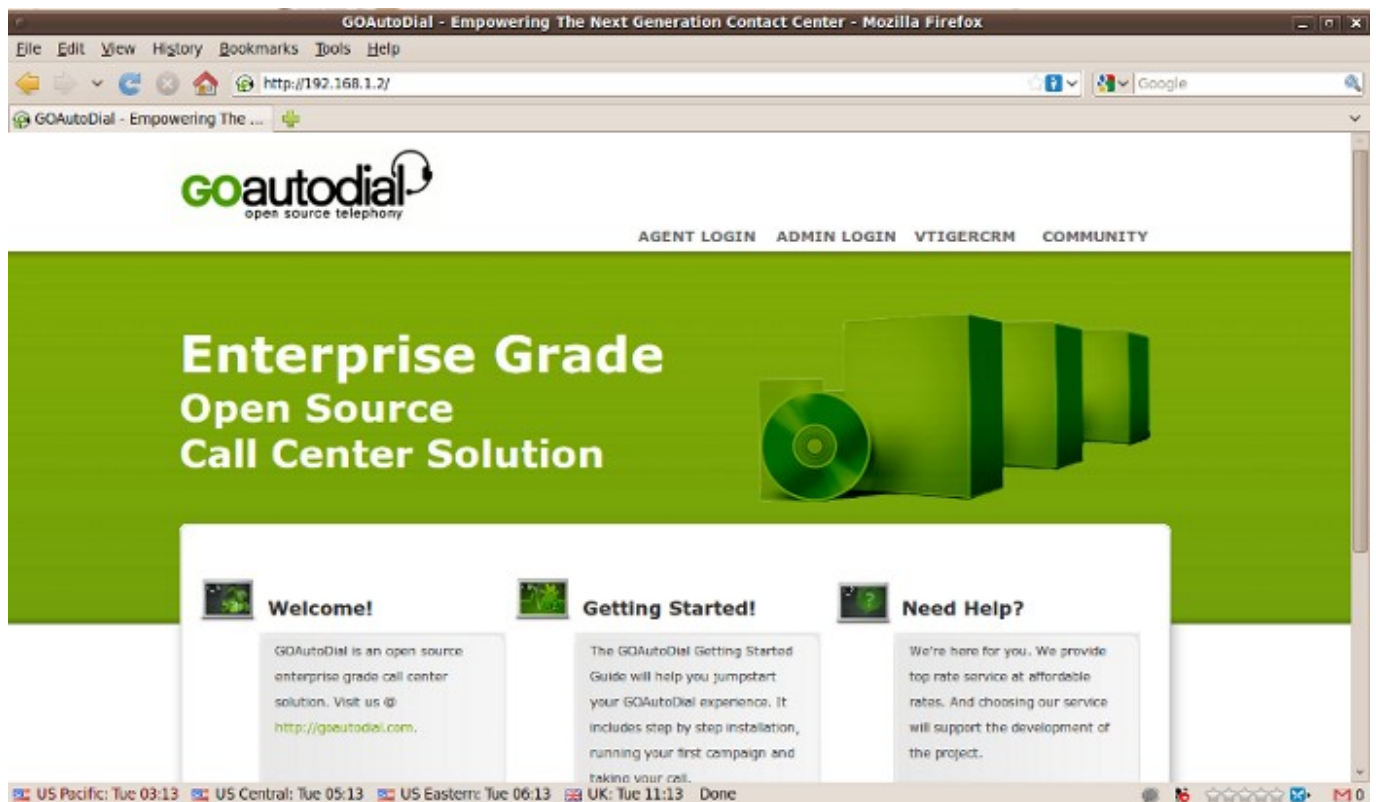 GOAutoDial - Empowering The Next Generation Contact Center - Mozilla Firefox
File Edit View History Bookmarks Tools Help
http://192.168.1.2/
Google
GOAutoDial - Empowering The ...
GOautodial
open source telephony
AGENT LOGIN ADMIN LOGIN VTIGERCRM COMMUNITY
Enterprise Grade
Open Source
Call Center Solution
Welcome!
GOAutoDial is an open source
enterprise grade call center
solution. Visit us @
http://goautodial.com.
Getting Started!
The GOAutoDial Getting Started
Guide will help you jumpstart
your GOAutoDial experience. It
includes step by step installation,
running your first campaign and
taking your call.
Need Help?
We're here for you. We provide
top rate service at affordable
rates. And choosing our service
will support the development of
the project.
US Pacific: Tue 03:13 US Central: Tue 05:13 US Eastern: Tue 06:13 UK: Tue 11:13 Done 0